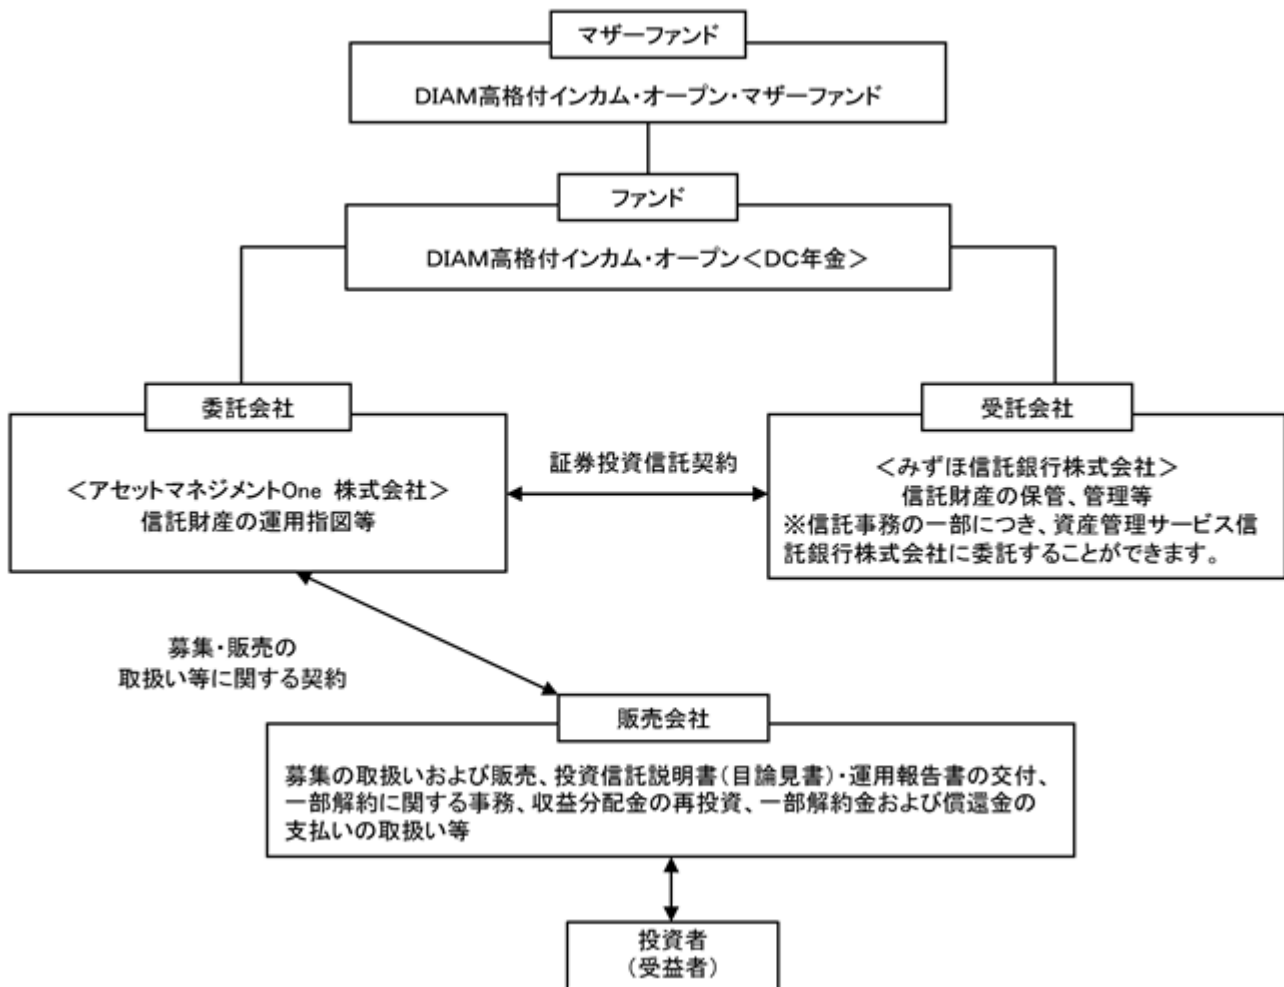 マザーファンド
DIAM高格付インカム・オープン・マザーファンド
ファンド
DIAM高格付インカム・オープン＜DC年金＞
委託会社
＜アセットマネジメントOne 株式会社＞
信託財産の運用指図等
証券投資信託契約
受託会社
＜みずほ信託銀行株式会社＞
信託財産の保管、管理等
※信託事務の一部につき、資産管理サービス信
託銀行株式会社に委託することができます。
募集・販売の
取扱い等に関する契約
販売会社
募集の取扱いおよび販売、投資信託説明書（目論見書）・運用報告書の交付、
一部解約に関する事務、収益分配金の再投資、一部解約金および償還金の
支払いの取扱い等
投資者
（受益者）